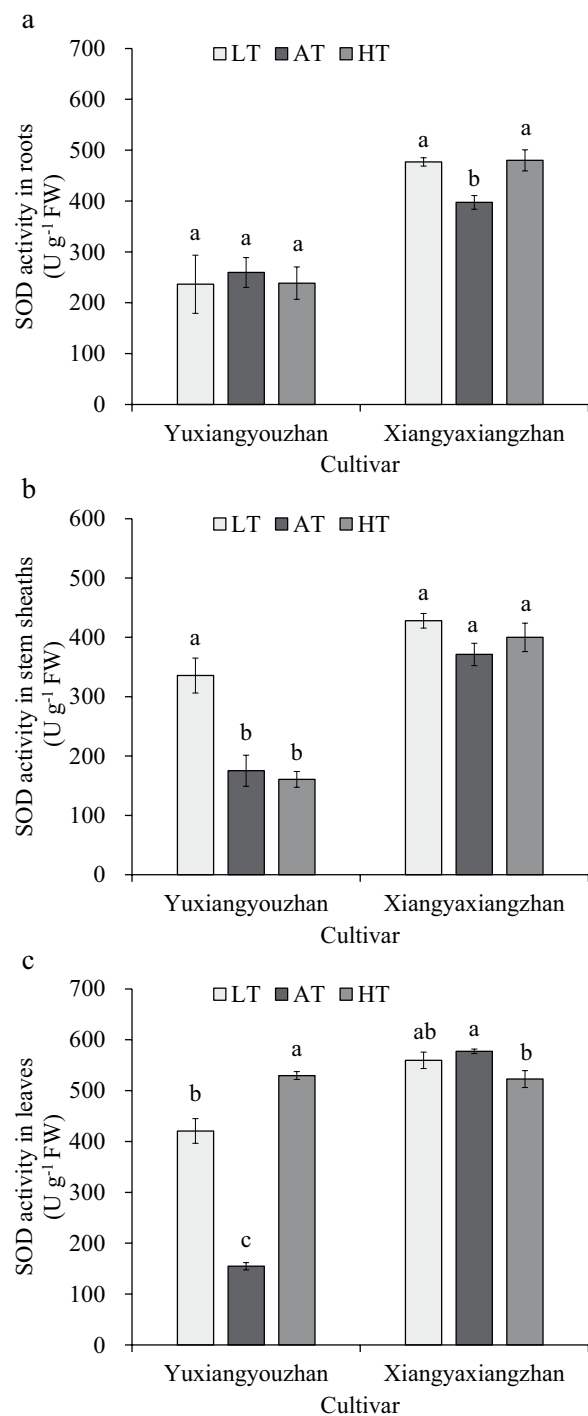 a
700
LT AT HT
600
500
a a
a
400
b
300
a a a
200
100
0
SOD activity in roots
(U g-1 FW)
Yuxiangyouzhan Xiangyaxiangzhan
Cultivar
b
600
LT AT HT
500
a
a a
400
a
300
b b
200
100
0
SOD activity in stem sheaths
(U g-1 FW)
Yuxiangyouzhan Xiangyaxiangzhan
Cultivar
c
700
LT AT HT
600
ab a b
a
500
b
400
300
200
c
100
0
SOD activity in leaves
(U g-1 FW)
Yuxiangyouzhan Xiangyaxiangzhan
Cultivar